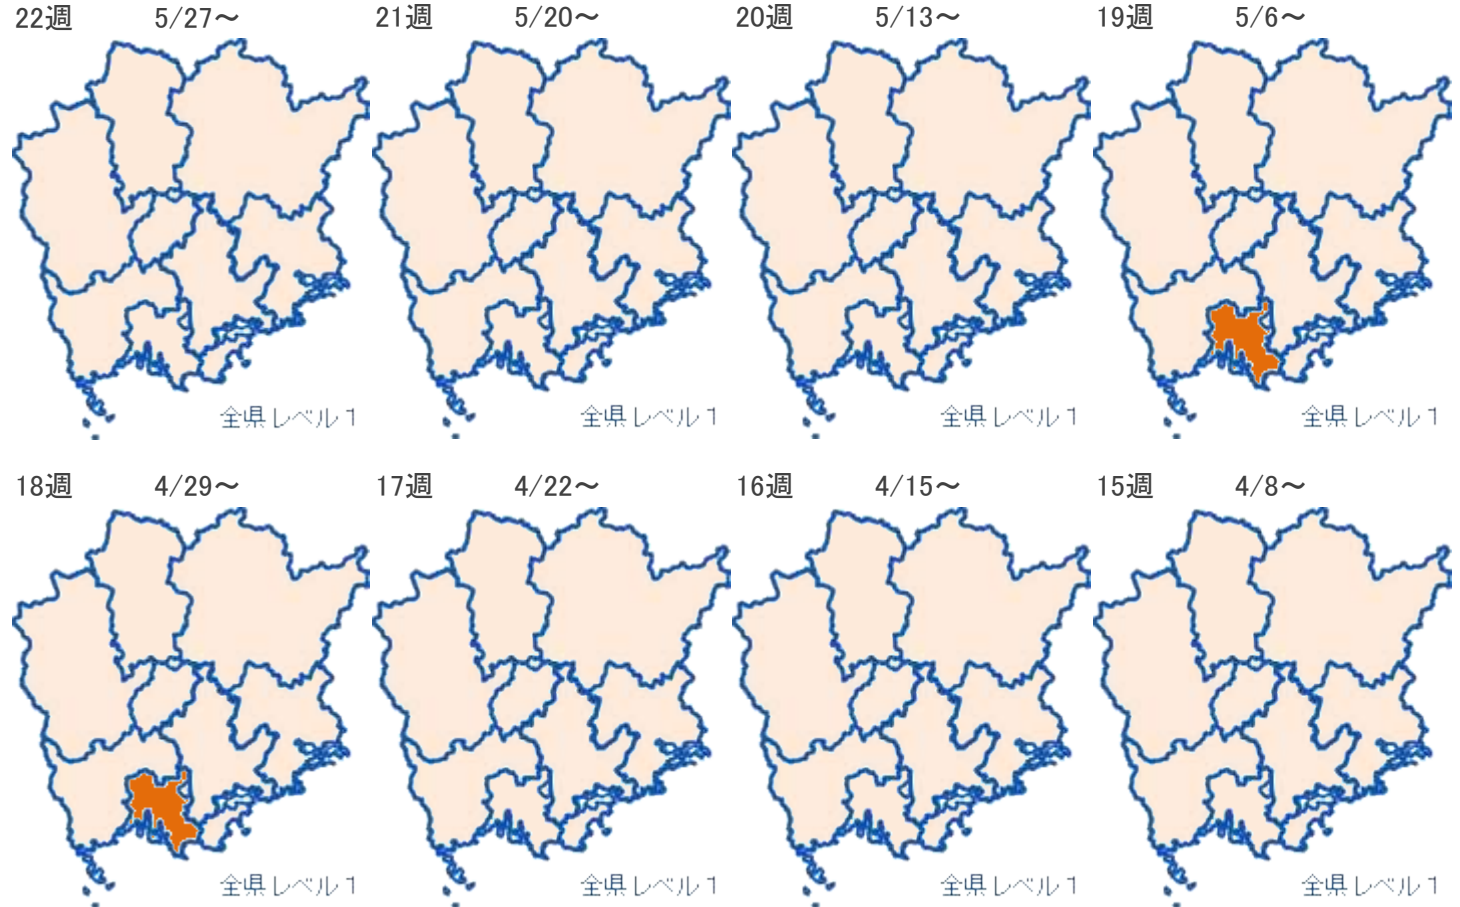 22週 5/27～
21週 5/20～
20週 5/13～
19週 5/6～
全県レベル1
全県レベル1
全県レベル1
全県レベル1
18週 4/29～
17週 4/22～
16週 4/15～
15週 4/8～
全県レベル1
全県レベル1
全県レベル1
全県レベル1